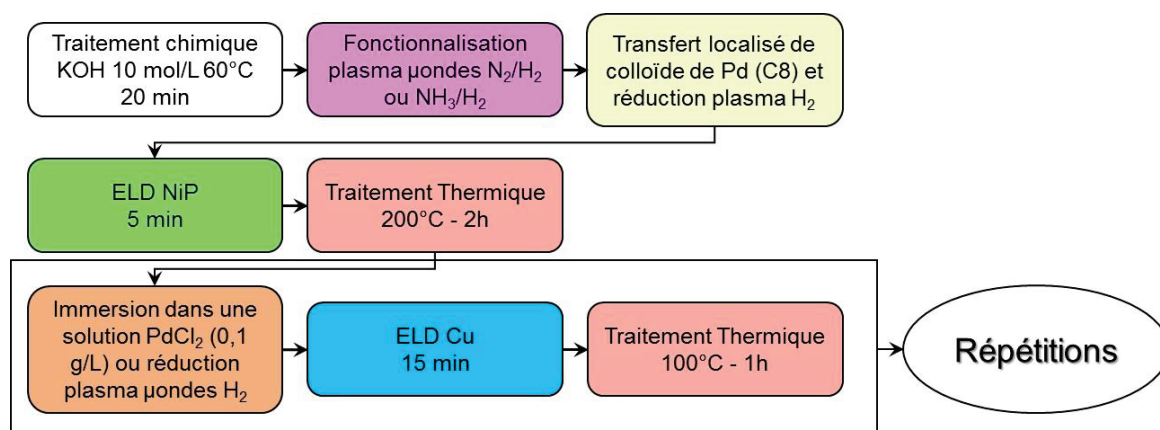 Traitement chimique
KOH 10 mol/L 60°C
20 min
Fonctionnalisation
plasma µondes N₂/H₂
ou NH₃/H₂
Transfert localisé de
colloïde de Pd (C8) et
réduction plasma H₂
ELD NiP
5 min
Traitement Thermique
200°C - 2h
Immersion dans une
solution PdCl₂ (0,1
g/L) ou réduction
plasma µondes H₂
ELD Cu
15 min
Traitement Thermique
100°C - 1h
Répétitions